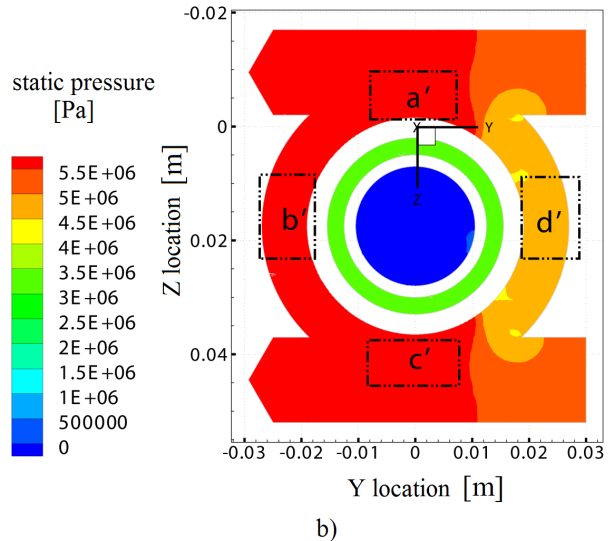 static pressure
[Pa]
5.5E+06
5E+06
4.5E+06
4E+06
3.5E+06
3E+06
2.5E+06
2E+06
1.5E+06
1E+06
500000
0
-0.02
0
0.02
0.04
Z location [m]
a′
b′
c′
d′
X
Y
Z
-0.03 -0.02 -0.01 0 0.01 0.02 0.03
Y location [m]
b)